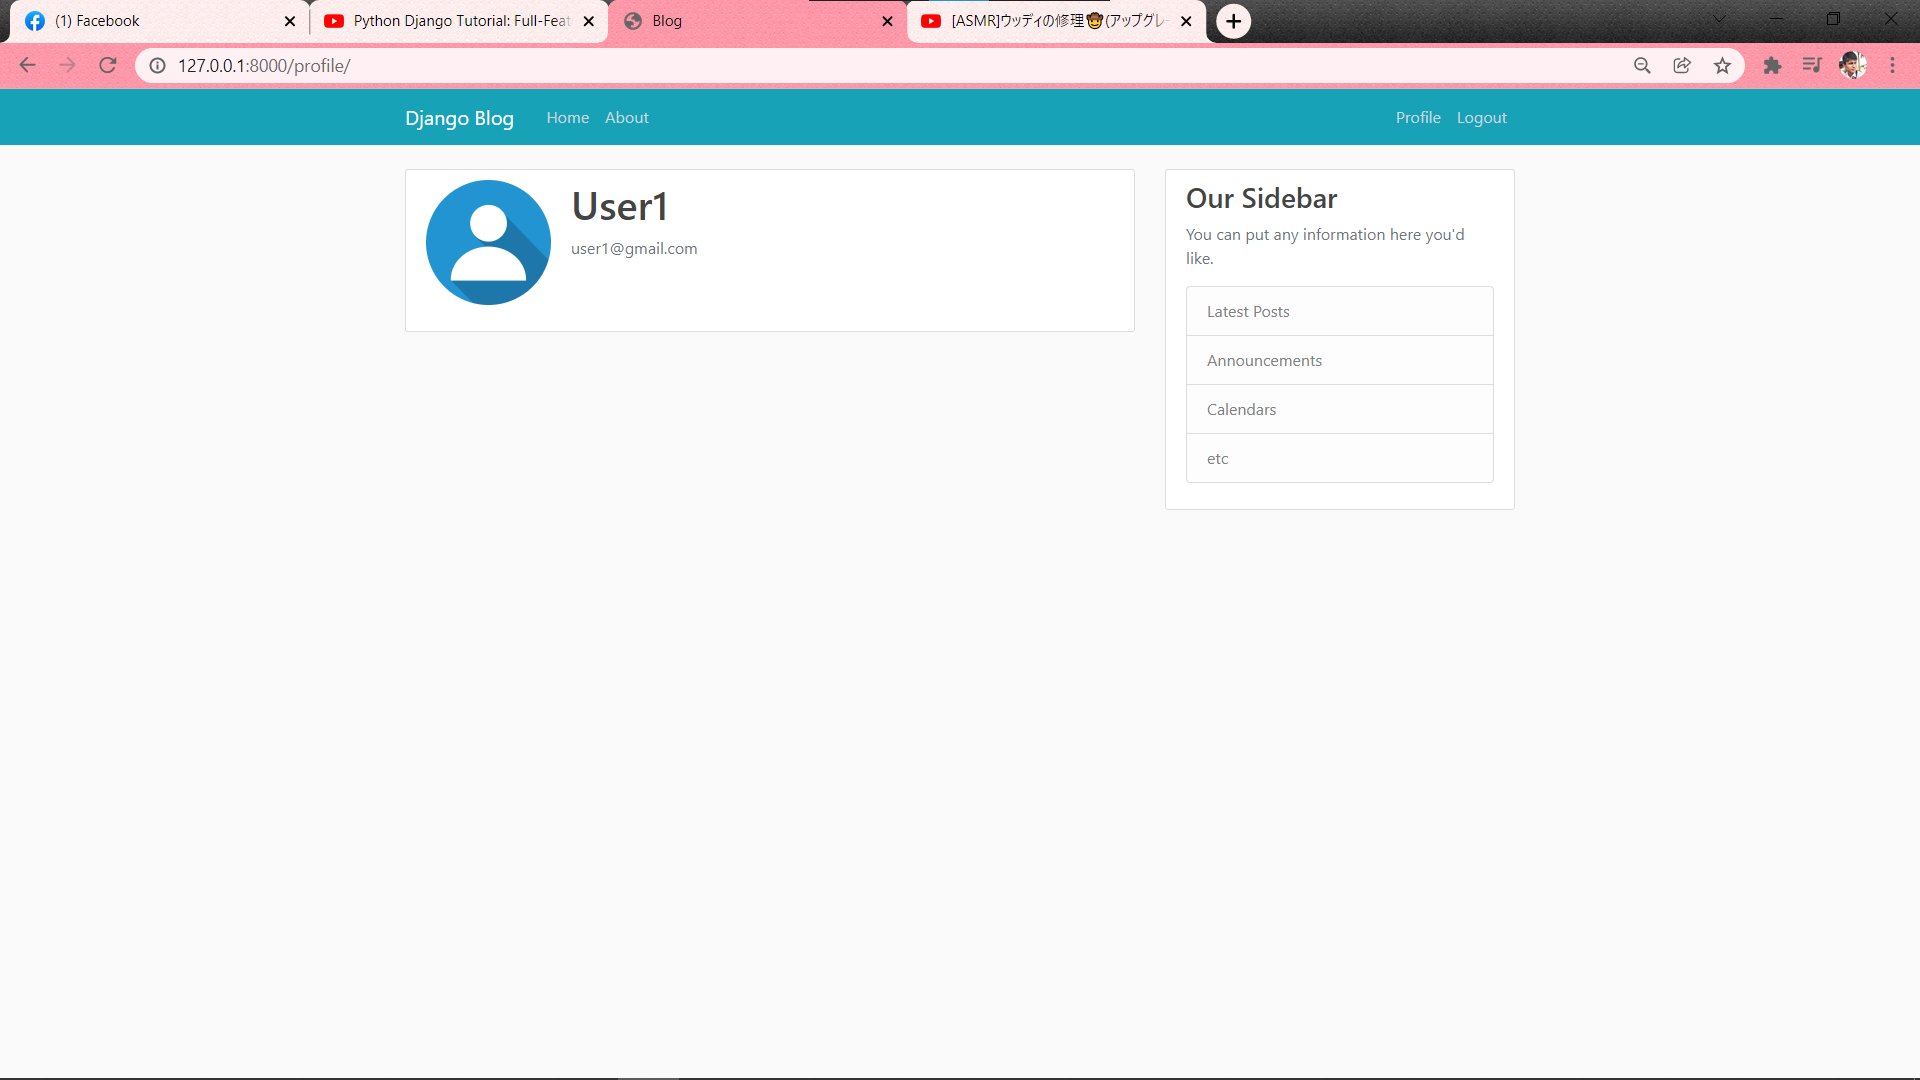 (1) Facebook
Python Django Tutorial: Full-Feat
Blog
[ASMR]ウッディの修理🤠(アップグレー
127.0.0.1:8000/profile/
Django Blog
Home
About
Profile
Logout
User1
user1@gmail.com
Our Sidebar
You can put any information here you'd
like.
Latest Posts
Announcements
Calendars
etc